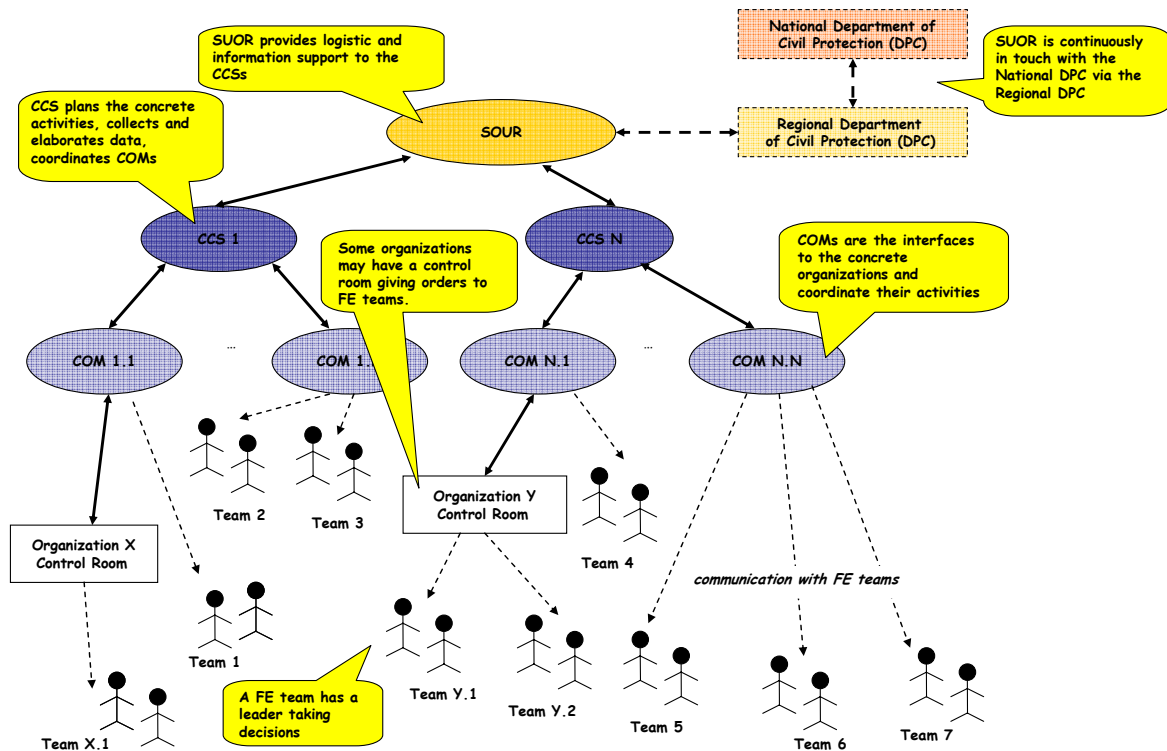 SUOR provides logistic and
information support to the
CCSs
National Department of
Civil Protection (DPC)
SUOR is continuously
in touch with the
National DPC via the
Regional DPC
CCS plans the concrete
activities, collects and
elaborates data,
coordinates COMs
SOUR
Regional Department
of Civil Protection (DPC)
CCS 1
CCS N
Some organizations
may have a control
room giving orders to
FE teams.
COMs are the interfaces
to the concrete
organizations and
coordinate their activities
COM 1.1
...
COM 1.
COM N.1
...
COM N.N
Team 2
Team 3
Organization Y
Control Room
Team 4
Organization X
Control Room
communication with FE teams
Team 1
A FE team has a
leader taking
decisions
Team X.1
Team Y.1
Team Y.2
Team 5
Team 6
Team 7